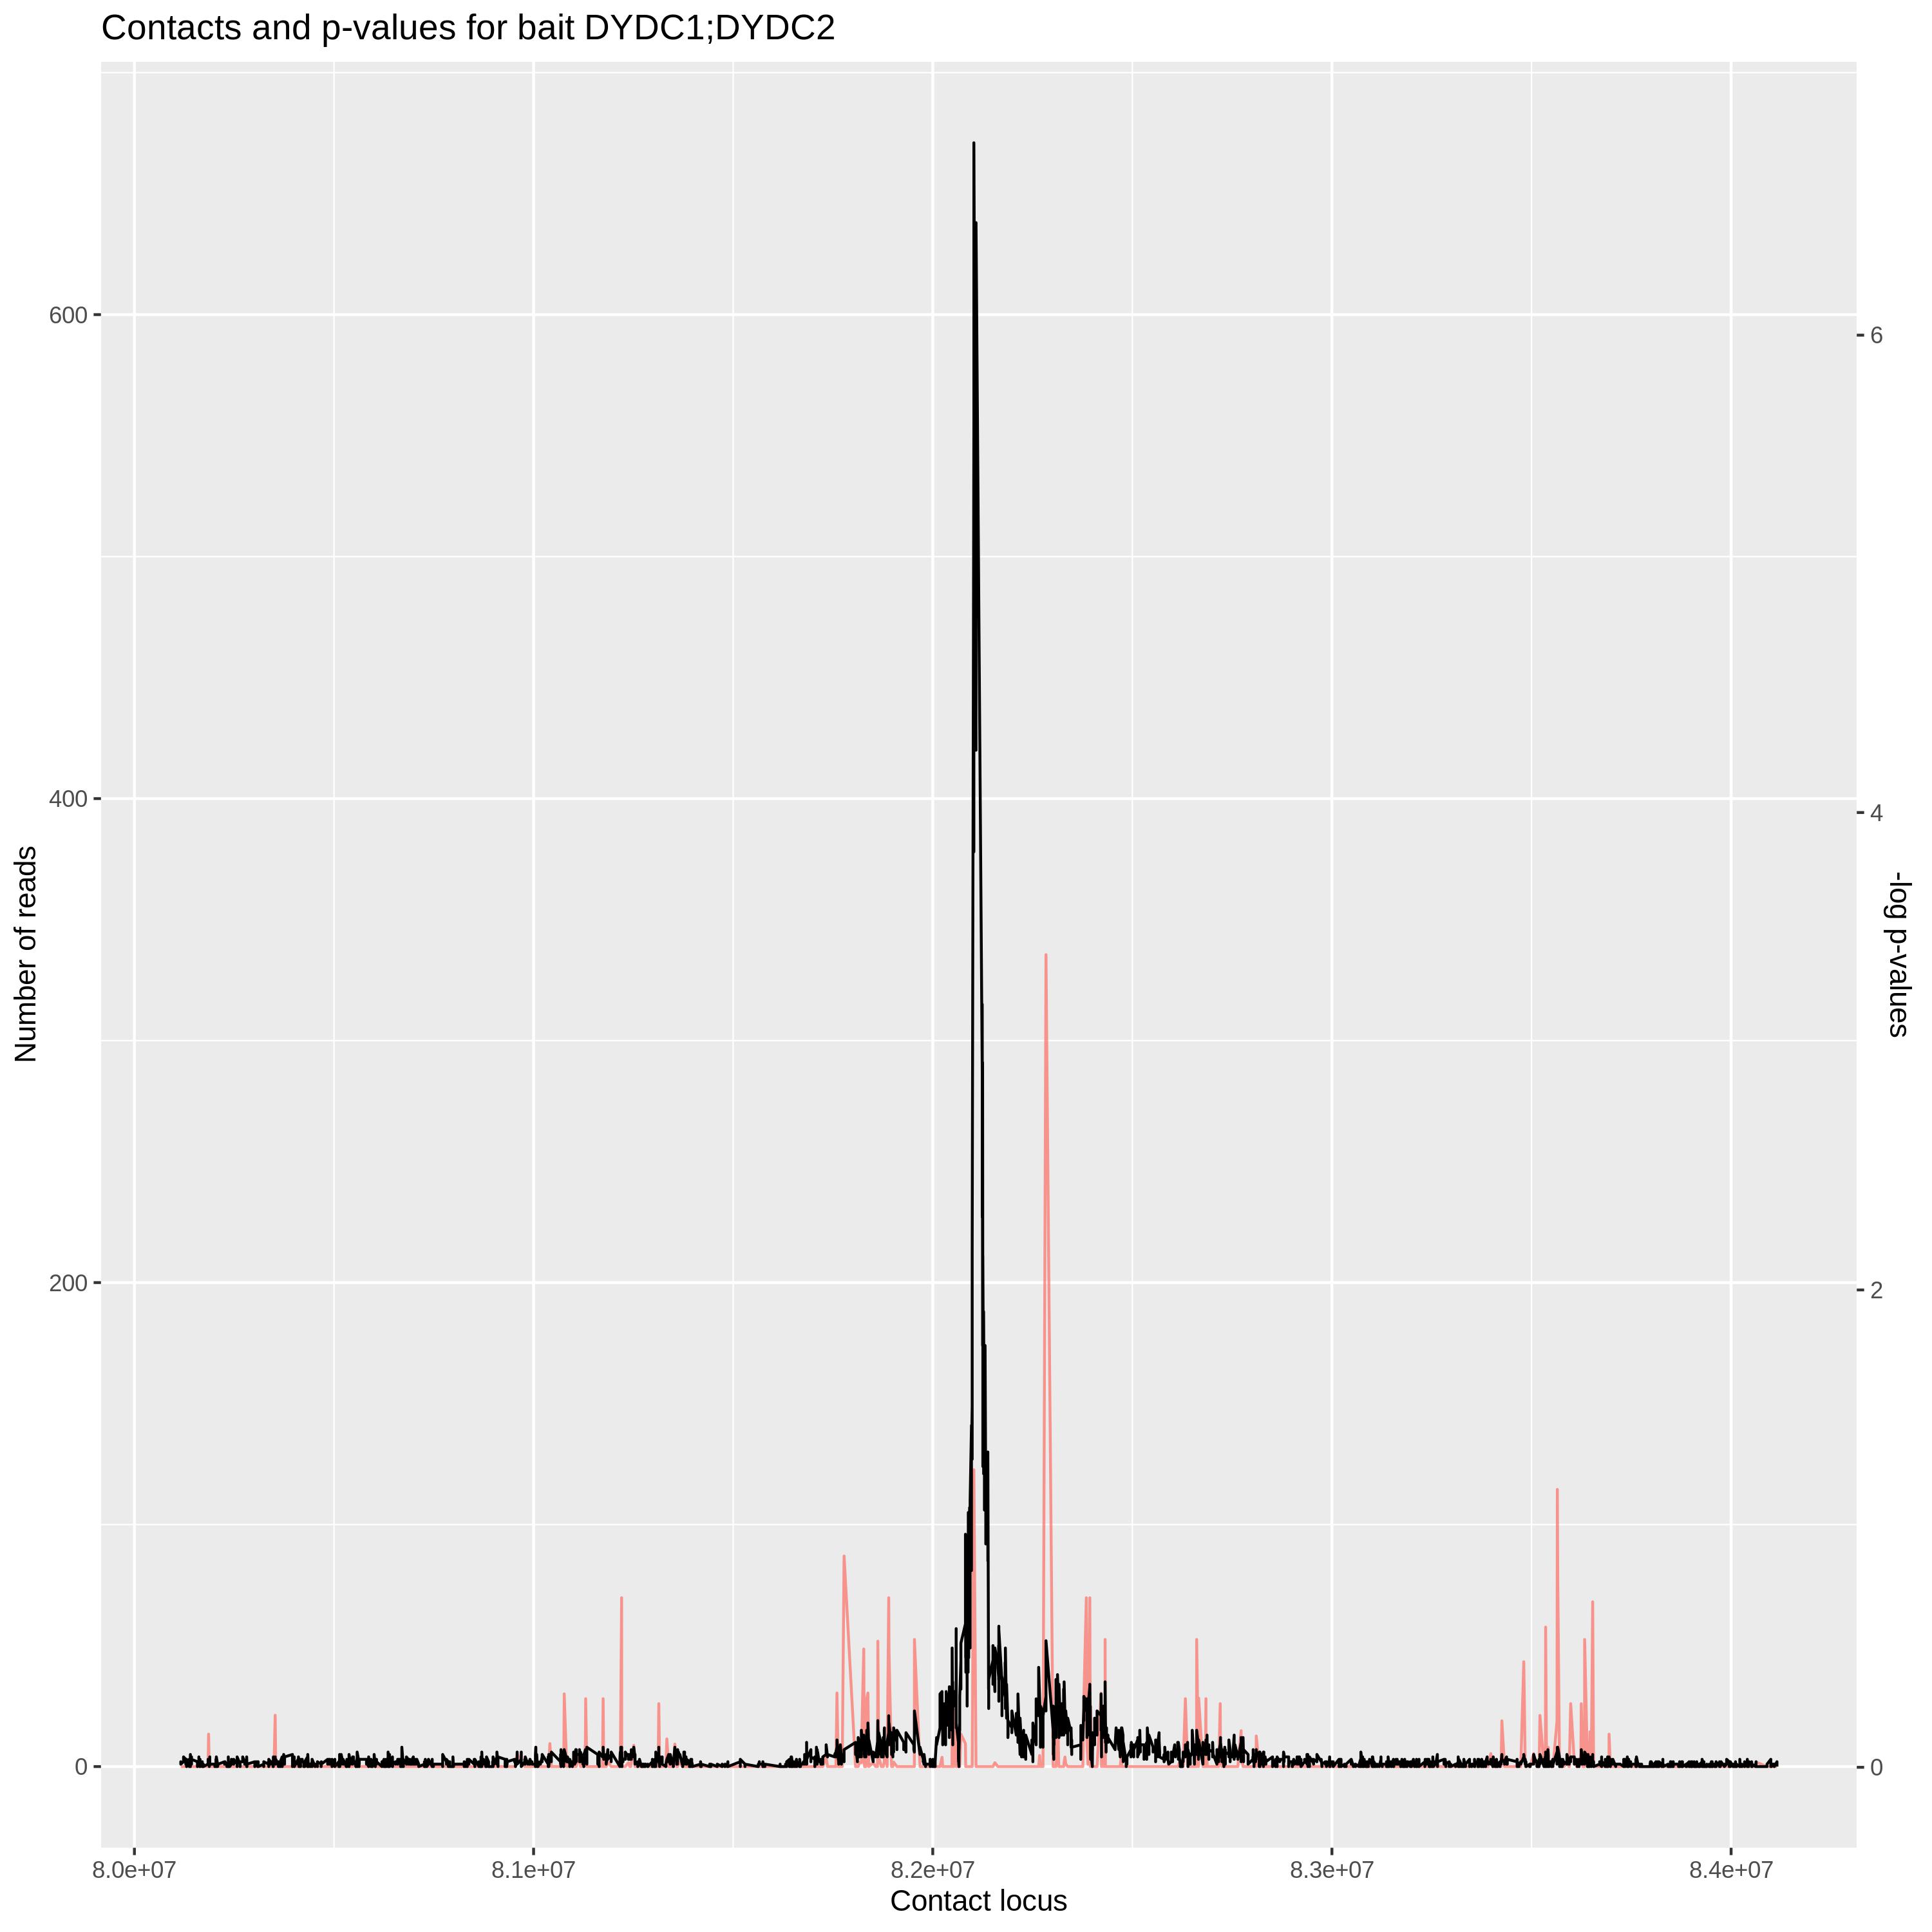 Contacts and p-values for bait DYDC1;DYDC2
600
400
200
0
Number of reads
6
4
2
0
-log p-values
8.0e+07 8.1e+07 8.2e+07 8.3e+07 8.4e+07
Contact locus